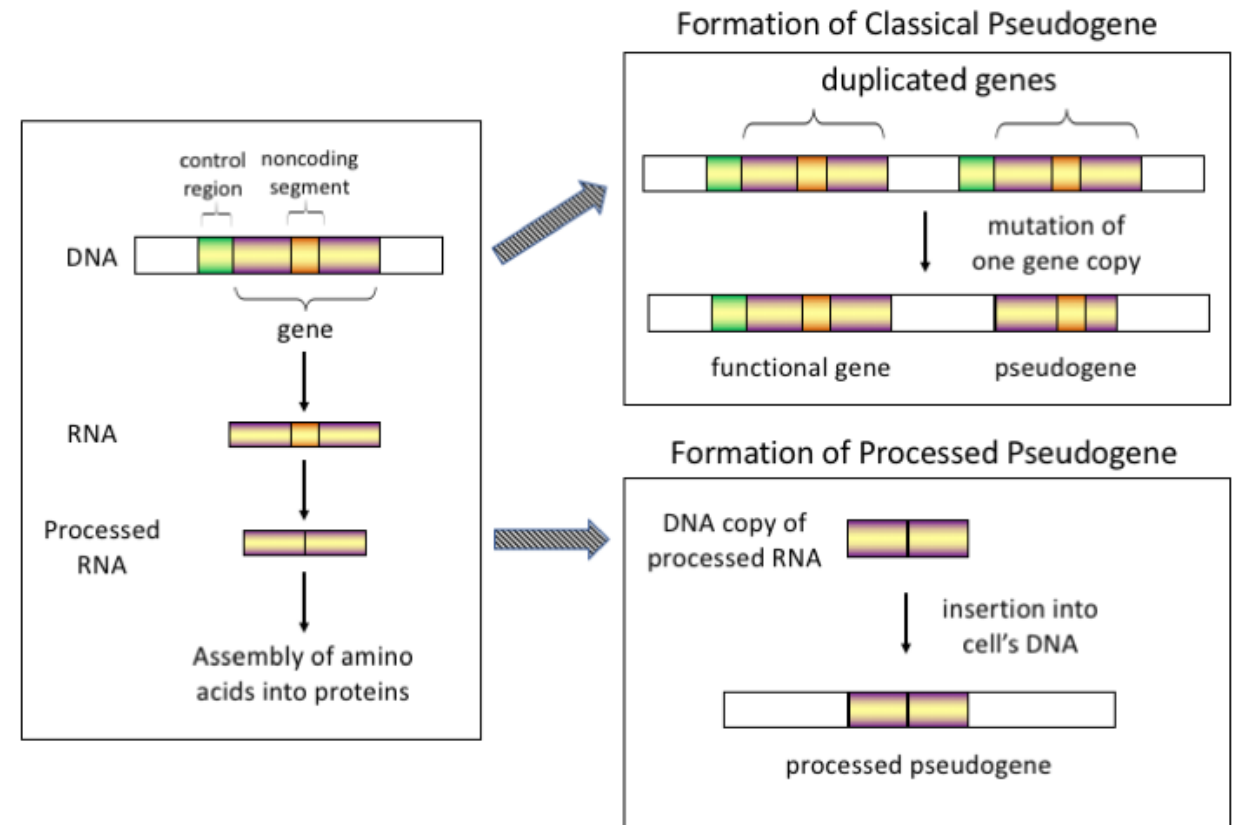 control
region
noncoding
segment
DNA
gene
RNA
Processed
RNA
Assembly of amino
acids into proteins
Formation of Classical Pseudogene
duplicated genes
mutation of
one gene copy
functional gene
pseudogene
Formation of Processed Pseudogene
DNA copy of
processed RNA
insertion into
cell’s DNA
processed pseudogene